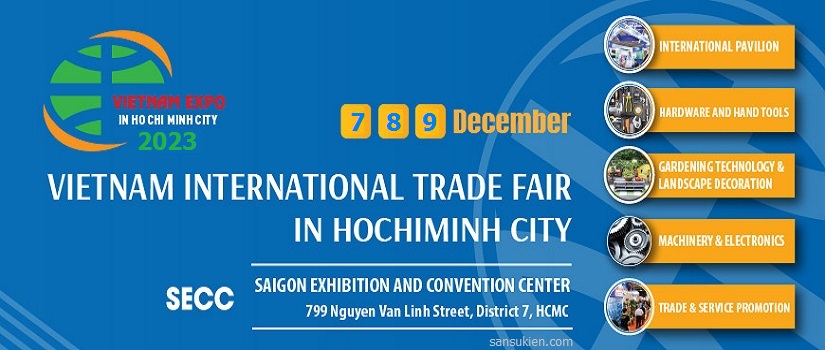 VIETNAM EXPO
IN HO CHI MINH CITY
2023
7 8 9 December
VIETNAM INTERNATIONAL TRADE FAIR
IN HOCHIMINH CITY
SECC
SAIGON EXHIBITION AND CONVENTION CENTER
799 Nguyen Van Linh Street, District 7, HCMC
INTERNATIONAL PAVILION
HARDWARE AND HAND TOOLS
GARDENING TECHNOLOGY &
LANDSCAPE DECORATION
MACHINERY & ELECTRONICS
TRADE & SERVICE PROMOTION
sansukien.com